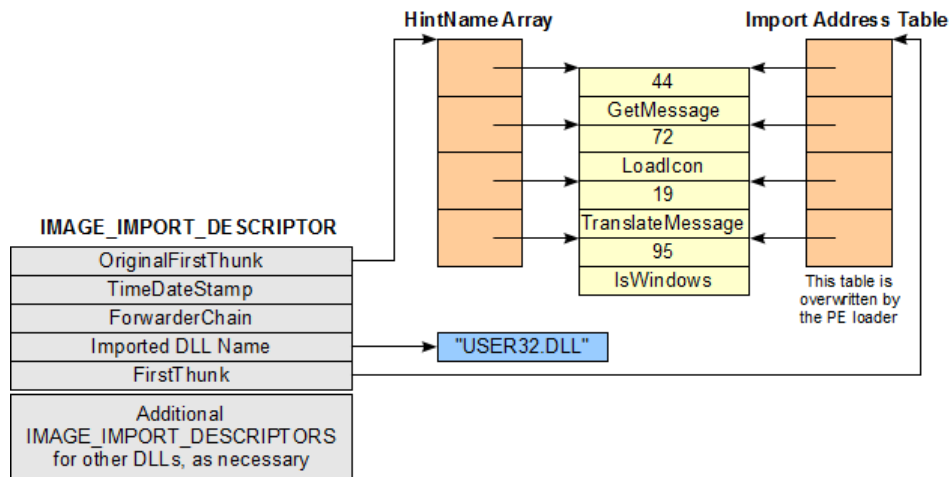 HintName Array
Import Address Table
44
GetMessage
72
LoadIcon
19
TranslateMessage
95
IsWindows
This table is
overwritten by
the PE loader
IMAGE_IMPORT_DESCRIPTOR
OriginalFirstThunk
TimeDateStamp
ForwarderChain
Imported DLL Name
"USER32.DLL"
FirstThunk
Additional
IMAGE_IMPORT_DESCRIPTORS
for other DLLs, as necessary